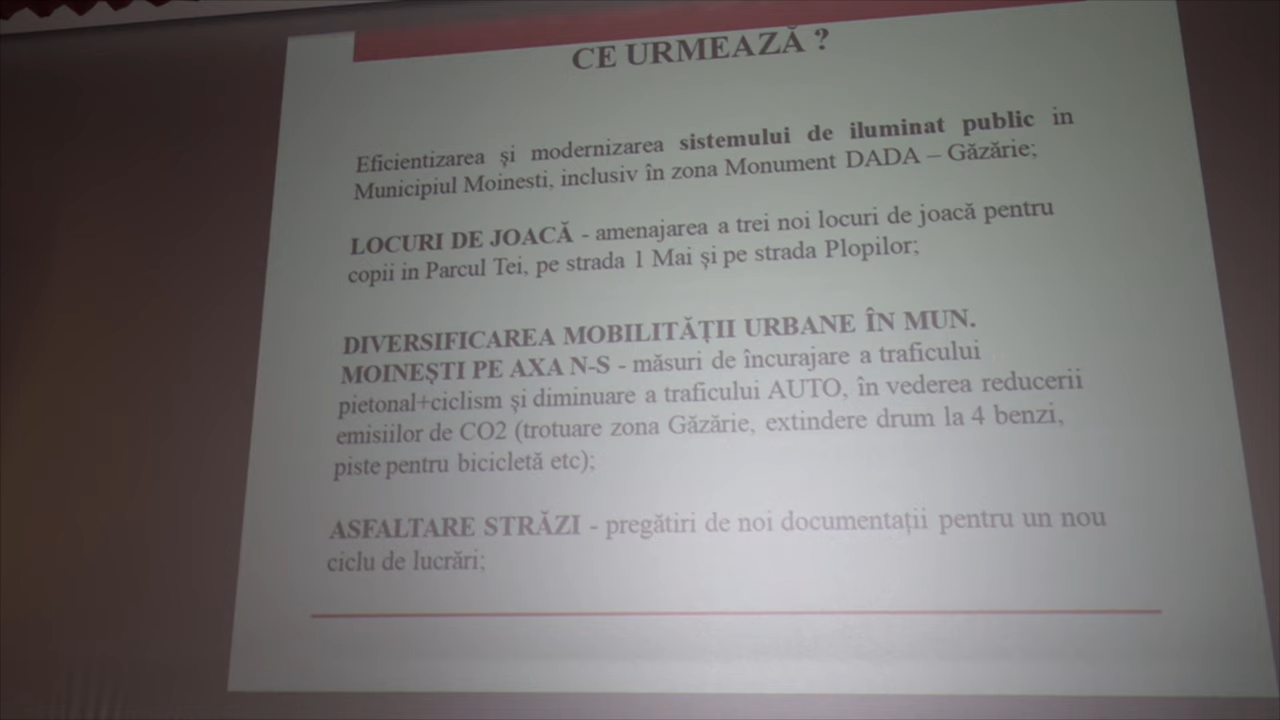 CE URMEAZĂ ?
Eficientizarea și modernizarea sistemului de iluminat public in
Municipiul Moinesti, inclusiv în zona Monument DADA – Găzărie;
LOCURI DE JOACĂ - amenajarea a trei noi locuri de joacă pentru
copii in Parcul Tei, pe strada 1 Mai și pe strada Plopilor;
DIVERSIFICAREA MOBILITĂȚII URBANE ÎN MUN.
MOINEȘTI PE AXA N-S - măsuri de încurajare a traficului
pietonal+ciclism și diminuare a traficului AUTO, în vederea reducerii
emisiilor de CO2 (trotuare zona Găzărie, extindere drum la 4 benzi,
piste pentru bicicletă etc);
ASFALTARE STRĂZI - pregătiri de noi documentații pentru un nou
ciclu de lucrări;